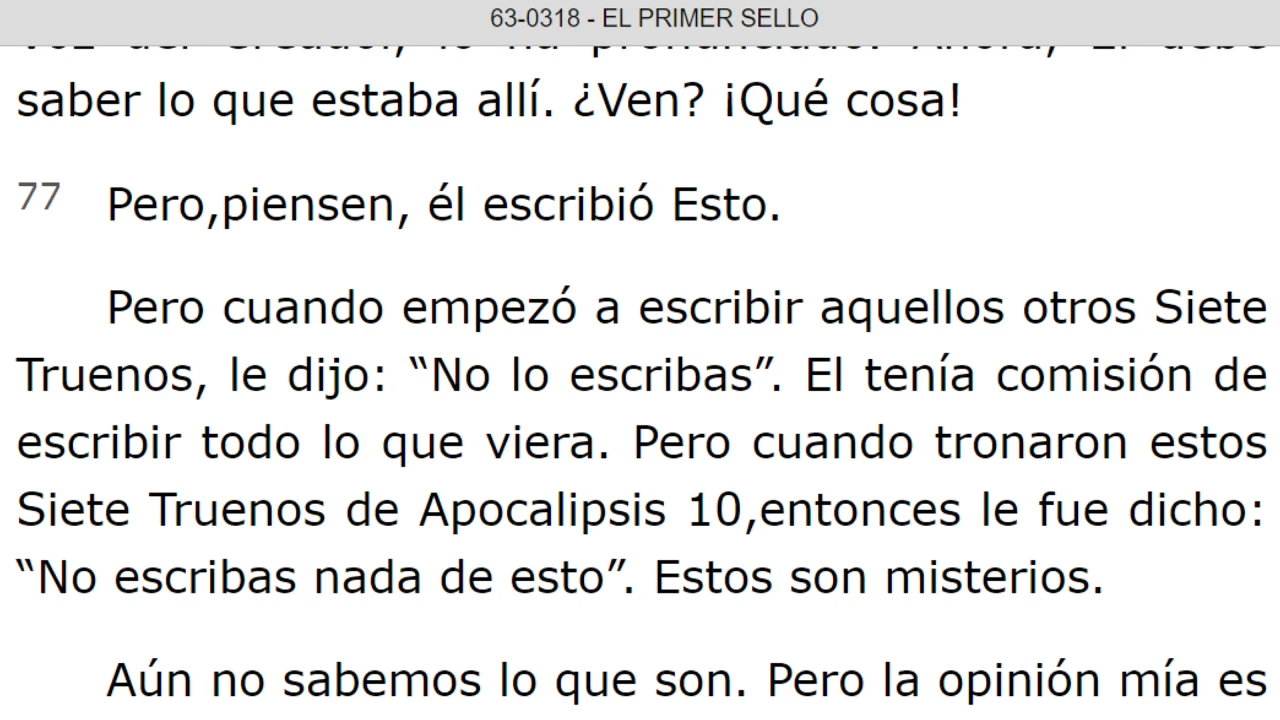 63-0318 - EL PRIMER SELLO
saber lo que estaba allí. ¿Ven? ¡Qué cosa!
77 Pero,piensen, él escribió Esto.
Pero cuando empezó a escribir aquellos otros Siete
Truenos, le dijo: “No lo escribas”. El tenía comisión de
escribir todo lo que viera. Pero cuando tronaron estos
Siete Truenos de Apocalipsis 10,entonces le fue dicho:
“No escribas nada de esto”. Estos son misterios.
Aún no sabemos lo que son. Pero la opinión mía es